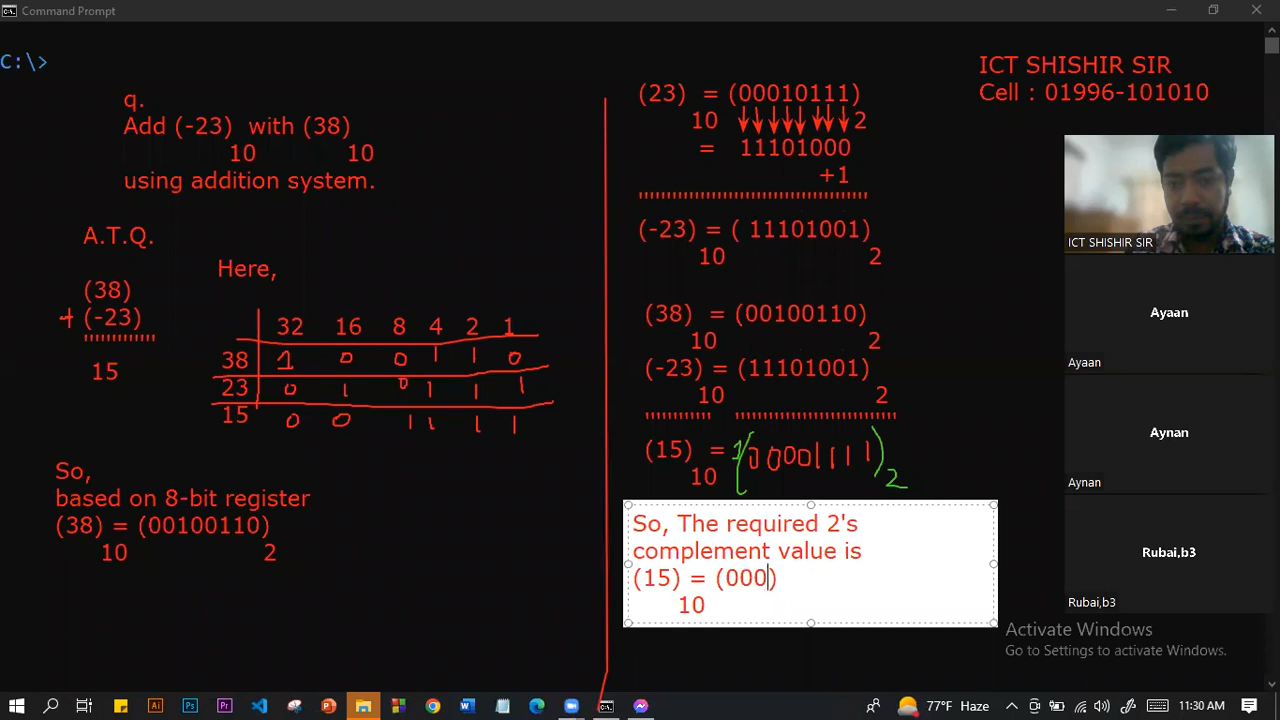 Command Prompt
C:\>
q.
Add (-23) with (38)
10 10
using addition system.
A.T.Q.
(38)
+ (-23)
"""""""
15
Here,
32 16 8 4 2 1
38 1 0 0 1 1 0
23 0 1 0 1 1 1
15 0 0 1 1 1 1
So,
based on 8-bit register
(38) = (00100110)
10 2
(23) = (00010111)
10 2
= 11101000
+1
(-23) = ( 11101001)
10 2
(38) = (00100110)
10 2
(-23) = (11101001)
10 2
(15) = 1(00001111)
10 2
So, The required 2's
complement value is
(15) = (000)
10
ICT SHISHIR SIR
Cell : 01996-101010
ICT SHISHIR SIR
Ayaan
Ayaan
Aynan
Aynan
Rubai,b3
Rubai,b3
Activate Windows
Go to Settings to activate Windows.
77°F Haze
11:30 AM